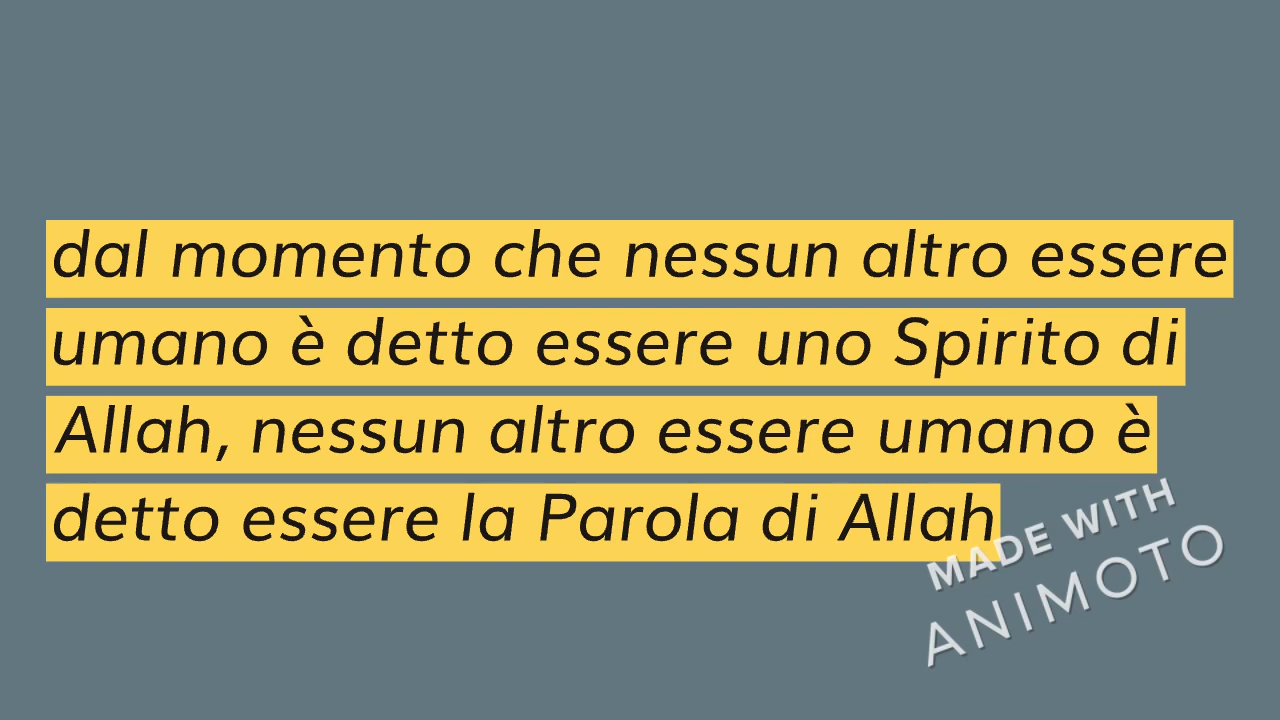 dal momento che nessun altro essere
umano è detto essere uno Spirito di
Allah, nessun altro essere umano è
detto essere la Parola di Allah
MADE WITH
ANIMOTO